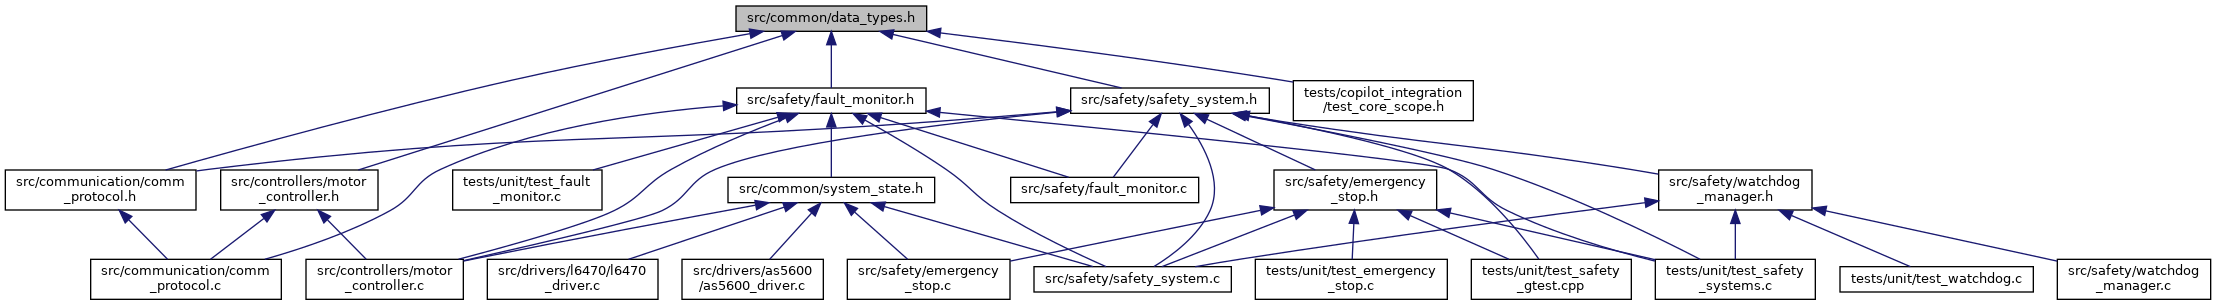 src/common/data_types.h
src/safety/fault_monitor.h
src/safety/safety_system.h
tests/copilot_integration
/test_core_scope.h
src/communication/comm
_protocol.h
src/controllers/motor
_controller.h
tests/unit/test_fault
_monitor.c
src/common/system_state.h
src/safety/fault_monitor.c
src/safety/emergency
_stop.h
src/safety/watchdog
_manager.h
src/communication/comm
_protocol.c
src/controllers/motor
_controller.c
src/drivers/l6470/l6470
_driver.c
src/drivers/as5600
/as5600_driver.c
src/safety/emergency
_stop.c
src/safety/safety_system.c
tests/unit/test_emergency
_stop.c
tests/unit/test_safety
_gtest.cpp
tests/unit/test_safety
_systems.c
tests/unit/test_watchdog.c
src/safety/watchdog
_manager.c